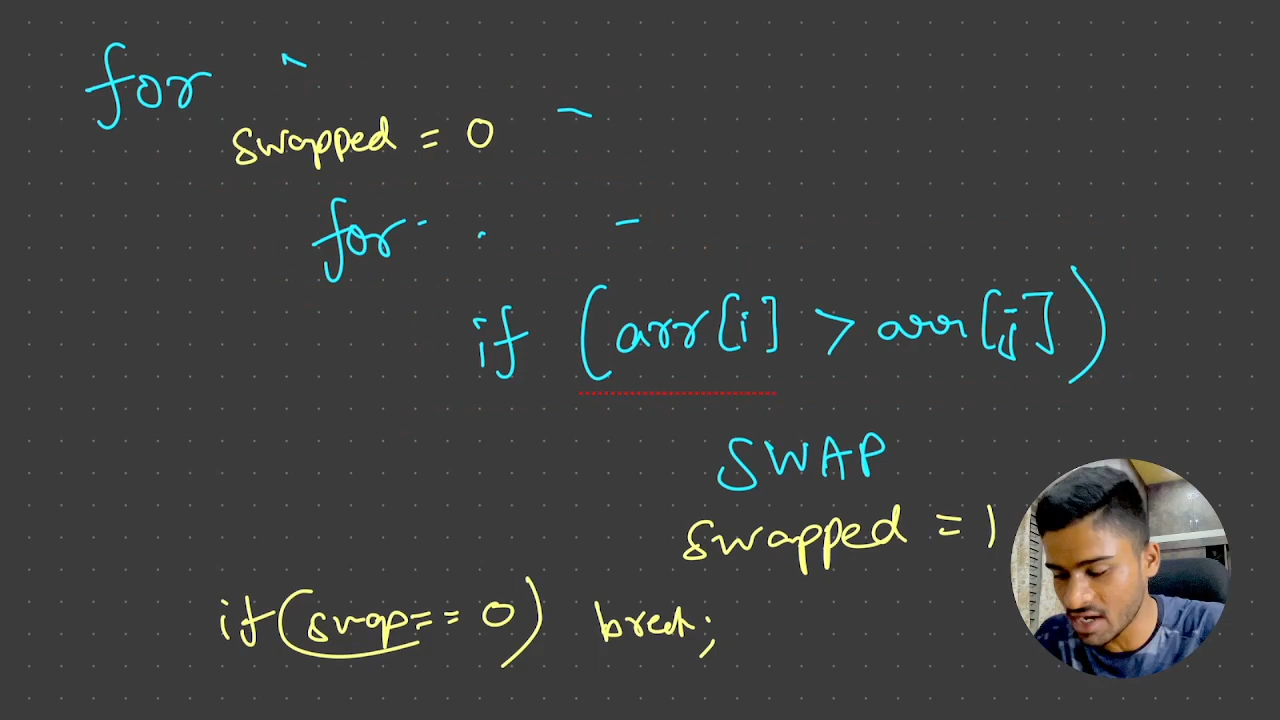 for
swapped = 0
for
if (arr[i] > arr[j])
SWAP
swapped = 1
if(swap== 0) break;